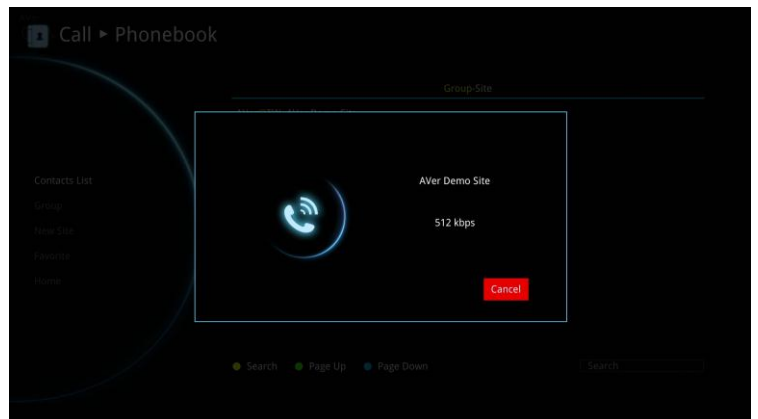 Call ▸ Phonebook
Group-Site
Contacts List
Group
New Site
Favorite
Home
AVer Demo Site
512 kbps
Cancel
Search
Page Up
Page Down
Search